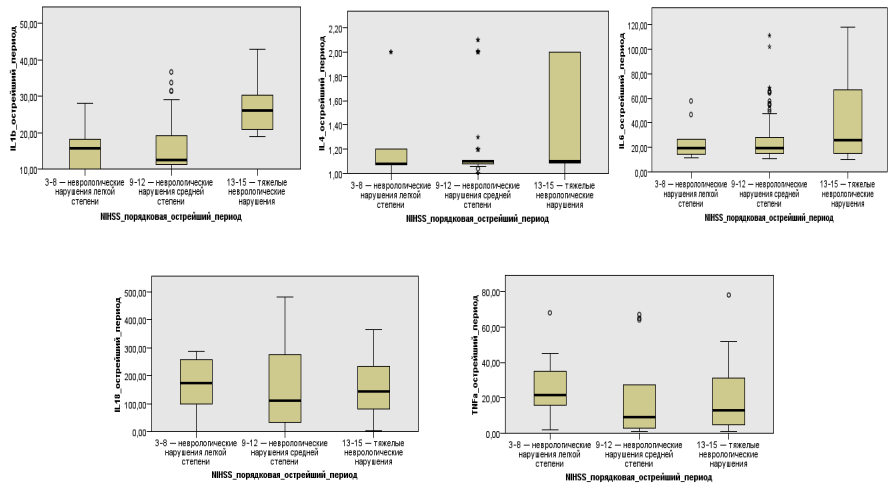 IL1b_острейший_период
50,00
40,00
30,00
20,00
10,00
3-8 — неврологические
нарушения легкой
степени
9-12 — неврологические
нарушения средней
степени
13-15 — тяжелые
неврологические
нарушения
NIHSS_порядковая_острейший_период
IL4_острейший_период
2,20
2,00
1,80
1,60
1,40
1,20
1,00
3-8 — неврологические
нарушения легкой
степени
9-12 — неврологические
нарушения средней
степени
13-15 — тяжелые
неврологические
нарушения
NIHSS_порядковая_острейший_период
IL6_острейший_период
120,00
100,00
80,00
60,00
40,00
20,00
0,00
3-8 — неврологические
нарушения легкой
степени
9-12 — неврологические
нарушения средней
степени
13-15 — тяжелые
неврологические
нарушения
NIHSS_порядковая_острейший_период
IL18_острейший_период
500,00
400,00
300,00
200,00
100,00
0,00
3-8 — неврологические
нарушения легкой
степени
9-12 — неврологические
нарушения средней
степени
13-15 — тяжелые
неврологические
нарушения
NIHSS_порядковая_острейший_период
TNFa_острейший_период
80,00
60,00
40,00
20,00
0,00
3-8 — неврологические
нарушения легкой
степени
9-12 — неврологические
нарушения средней
степени
13-15 — тяжелые
неврологические
нарушения
NIHSS_порядковая_острейший_период